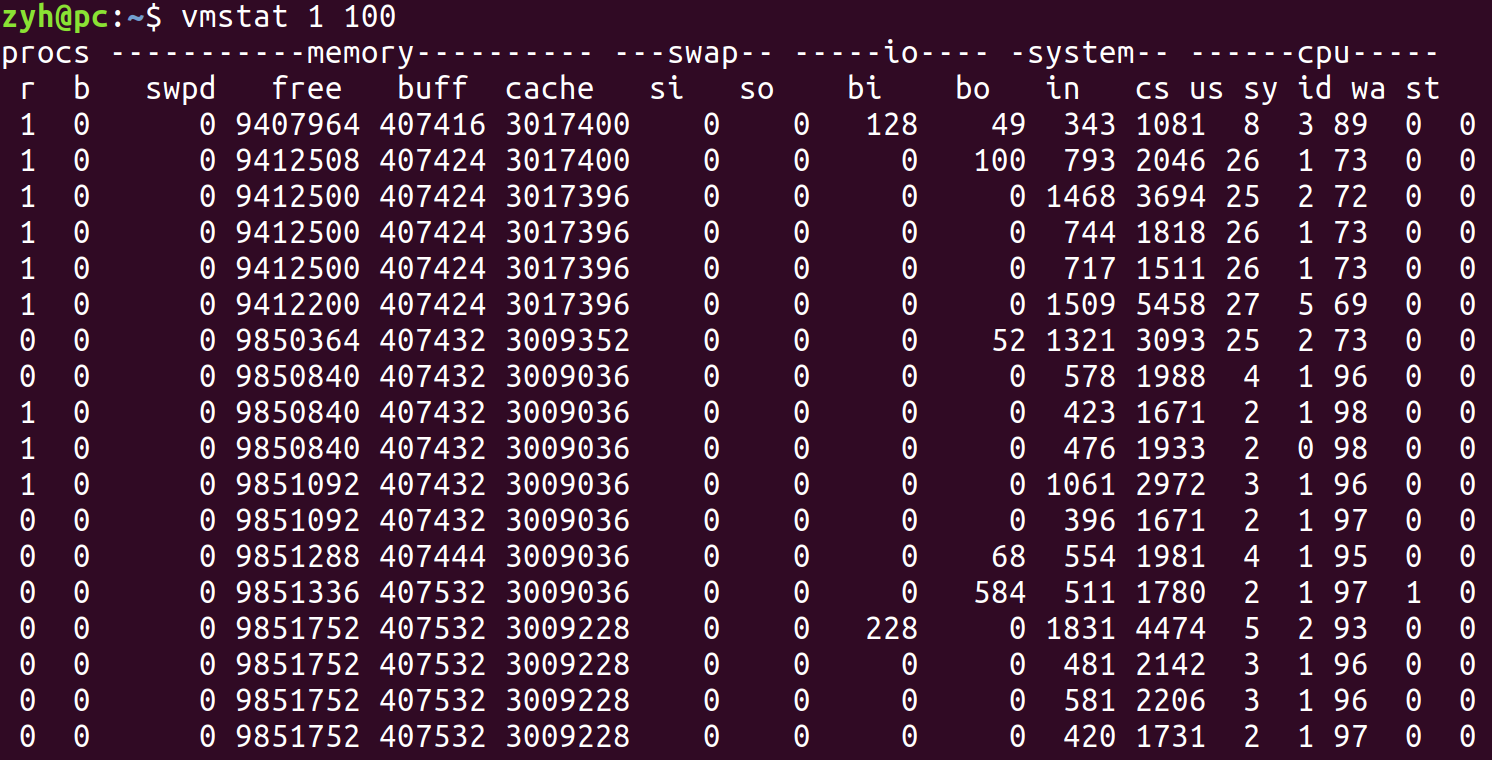 zyh@pc:~$ vmstat 1 100
procs -----------memory---------- ---swap-- -----io---- -system-- ------cpu-----
 r  b   swpd   free   buff  cache   si   so    bi    bo   in   cs us sy id wa st
 1  0      0 9407964 407416 3017400    0    0   128    49  343 1081  8  3 89  0  0
 1  0      0 9412508 407424 3017400    0    0     0   100  793 2046 26  1 73  0  0
 1  0      0 9412500 407424 3017396    0    0     0     0 1468 3694 25  2 72  0  0
 1  0      0 9412500 407424 3017396    0    0     0     0  744 1818 26  1 73  0  0
 1  0      0 9412500 407424 3017396    0    0     0     0  717 1511 26  1 73  0  0
 1  0      0 9412200 407424 3017396    0    0     0     0 1509 5458 27  5 69  0  0
 0  0      0 9850364 407432 3009352    0    0     0    52 1321 3093 25  2 73  0  0
 0  0      0 9850840 407432 3009036    0    0     0     0  578 1988  4  1 96  0  0
 1  0      0 9850840 407432 3009036    0    0     0     0  423 1671  2  1 98  0  0
 1  0      0 9850840 407432 3009036    0    0     0     0  476 1933  2  0 98  0  0
 1  0      0 9851092 407432 3009036    0    0     0     0 1061 2972  3  1 96  0  0
 0  0      0 9851092 407432 3009036    0    0     0     0  396 1671  2  1 97  0  0
 0  0      0 9851288 407444 3009036    0    0     0    68  554 1981  4  1 95  0  0
 0  0      0 9851336 407532 3009036    0    0     0   584  511 1780  2  1 97  1  0
 0  0      0 9851752 407532 3009228    0    0   228     0 1831 4474  5  2 93  0  0
 0  0      0 9851752 407532 3009228    0    0     0     0  481 2142  3  1 96  0  0
 0  0      0 9851752 407532 3009228    0    0     0     0  581 2206  3  1 96  0  0
 0  0      0 9851752 407532 3009228    0    0     0     0  420 1731  2  1 97  0  0